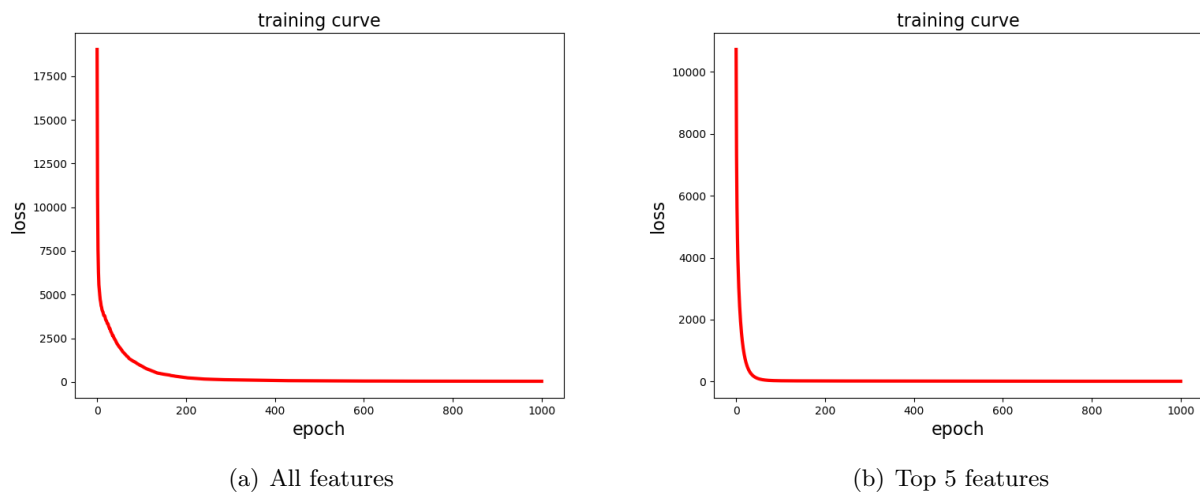 training curve
17500
15000
12500
10000
7500
5000
2500
0
loss
0 200 400 600 800 1000
epoch
(a) All features
training curve
10000
8000
6000
4000
2000
0
loss
0 200 400 600 800 1000
epoch
(b) Top 5 features